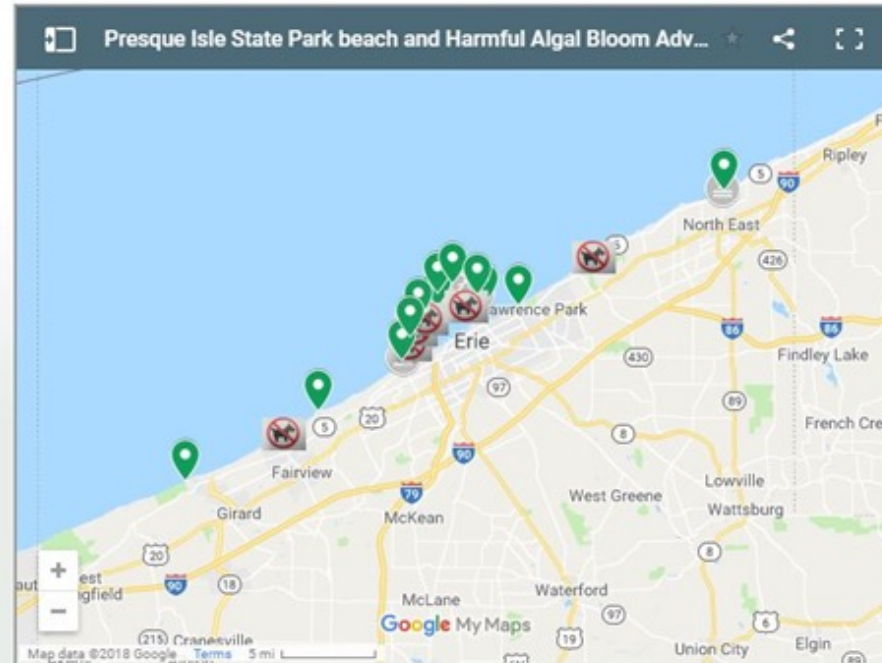 Presque Isle State Park beach and Harmful Algal Bloom Adv...
Ripley
5
90
North East
5
426
awrence Park
Erie
86
86
Findley Lake
430
97
20
89
5
French Cre
8
90
Fairview
Lowville
79
West Greene
Wattsburg
Girard
McKean
20
8
90
18
Waterford
McLane
97
6
Google My Maps
215 Cranesville
19
Union City
Elgin
89
Map data ©2018 Google Terms 5 mi